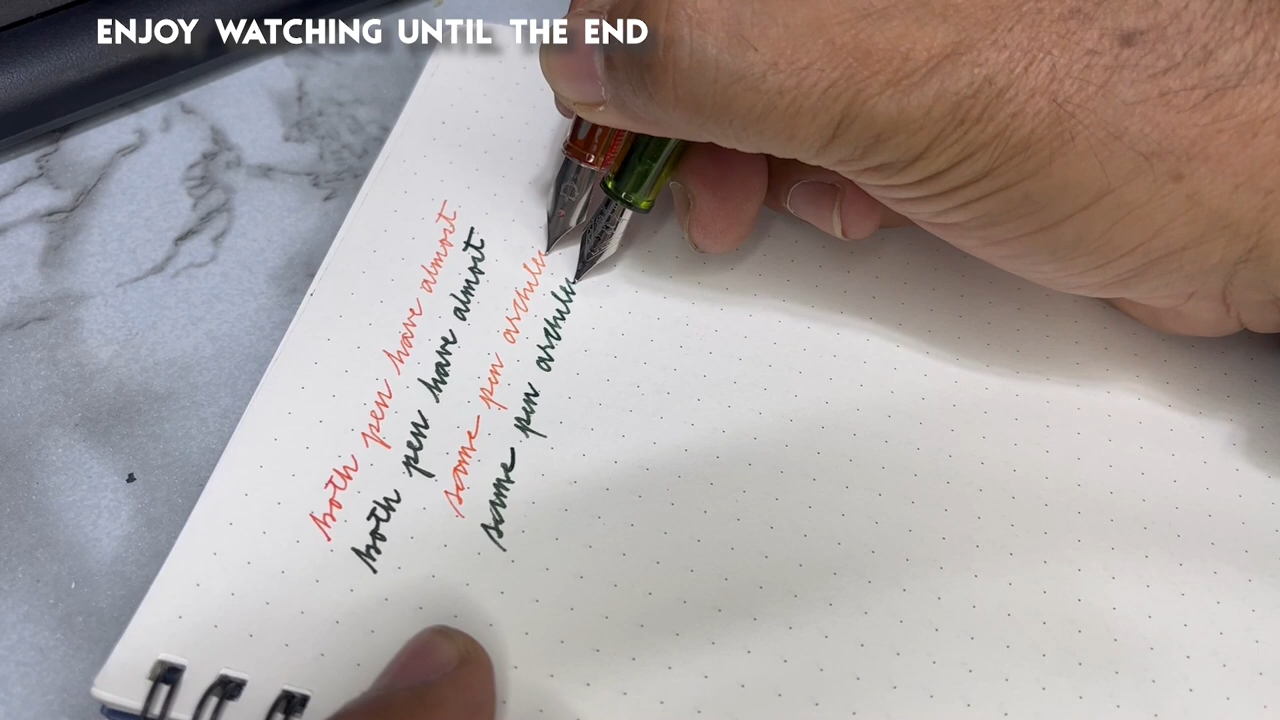 ENJOY WATCHING UNTIL THE END
both pen have almost
both pen have almost
same pen
same pen